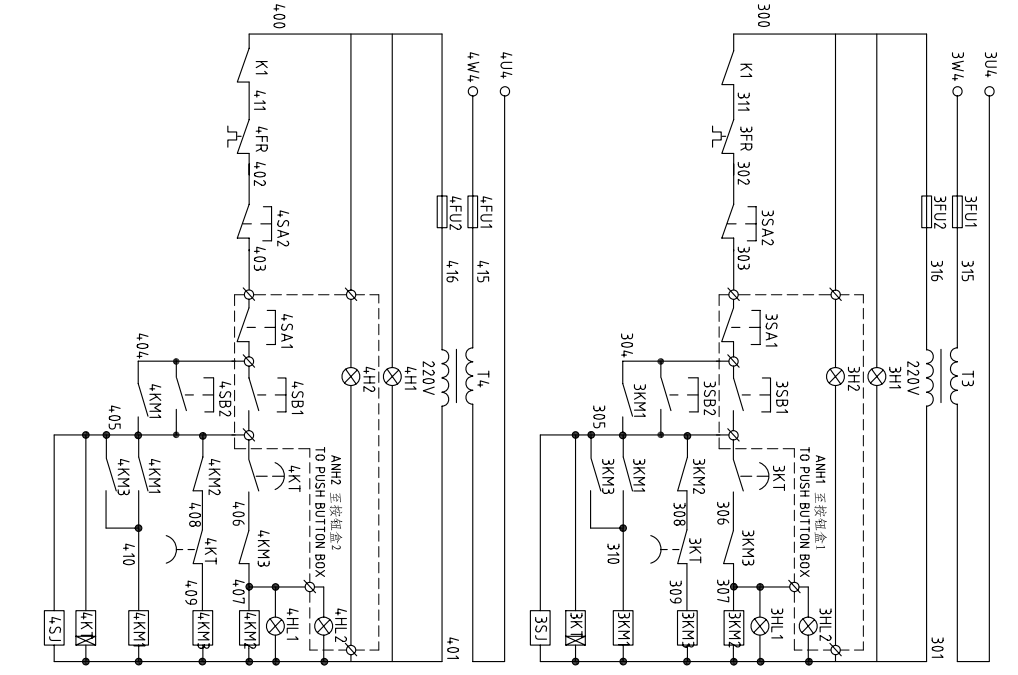 400
K1
411
4FR
402
4SA2
403
4SA1
404
4SB1
4SB2
4KM1
405
4W4
4U4
4FU1
4FU2
415
416
T4
220V
4H1
4H2
ANH2 至按钮盒2
TO PUSH BUTTON BOX
4KT
4KM2
4KM1
4KM3
406
408
4KT
4KM3
410
409
407
4HL1
4HL2
401
4SJ
4KT
4KM1
4KM3
4KM2
300
K1
311
3FR
302
3SA2
303
3SA1
304
3SB1
3SB2
3KM1
305
3W4
3U4
3FU1
3FU2
315
316
T3
220V
3H1
3H2
ANH1 至按钮盒1
TO PUSH BUTTON BOX
3KT
3KM2
3KM1
3KM3
306
308
3KT
3KM3
310
309
307
3HL1
3HL2
301
3SJ
3KT
3KM1
3KM3
3KM2